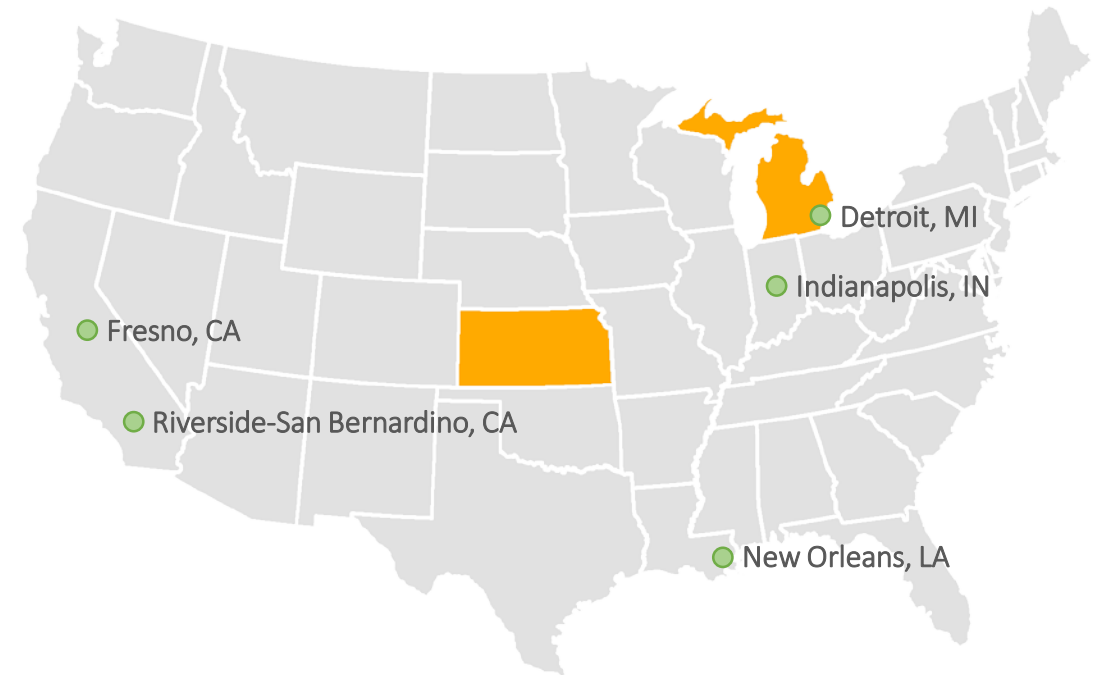 Detroit, MI
Indianapolis, IN
Fresno, CA
Riverside-San Bernardino, CA
New Orleans, LA